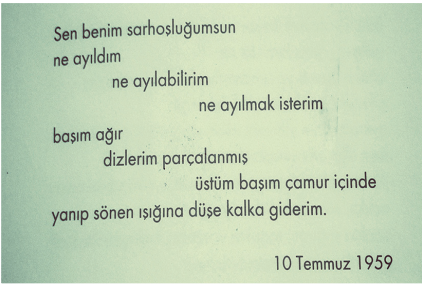 Sen benim sarhoşluğumsun
ne ayıldım
ne ayılabilirim
ne ayılmak isterim
başım ağır
dizlerim parçalanmış
üstüm başım çamur içinde
yanıp sönen ışığına düşe kalka giderim.
10 Temmuz 1959